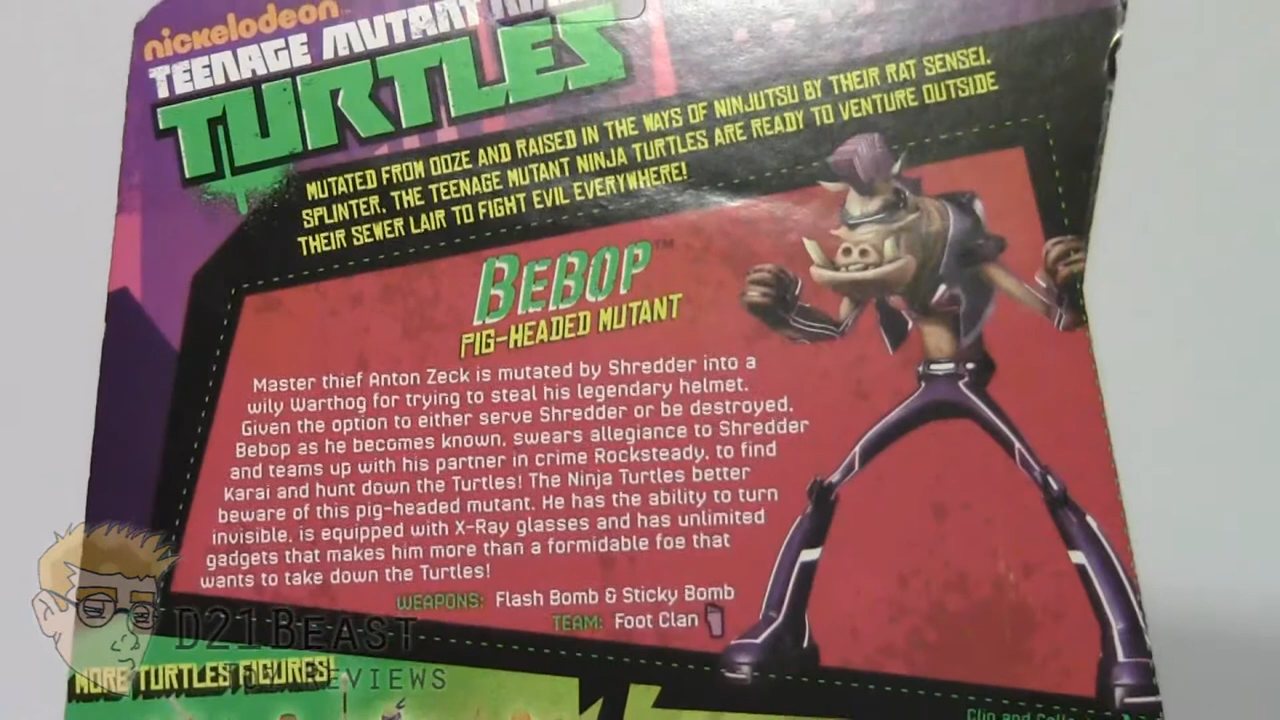 nickelodeon™
TEENAGE MUTANT
TURTLES
MUTATED FROM OOZE AND RAISED IN THE WAYS OF NINJUTSU BY THEIR RAT SENSEI,
SPLINTER, THE TEENAGE MUTANT NINJA TURTLES ARE READY TO VENTURE OUTSIDE
THEIR SEWER LAIR TO FIGHT EVIL EVERYWHERE!
BEBOP™
PIG-HEADED MUTANT
Master thief Anton Zeck is mutated by Shredder into a
wily Warthog for trying to steal his legendary helmet.
Given the option to either serve Shredder or be destroyed,
Bebop as he becomes known, swears allegiance to Shredder
and teams up with his partner in crime Rocksteady, to find
Karai and hunt down the Turtles! The Ninja Turtles better
beware of this pig-headed mutant. He has the ability to turn
invisible, is equipped with X-Ray glasses and has unlimited
gadgets that makes him more than a formidable foe that
wants to take down the Turtles!
WEAPONS: Flash Bomb & Sticky Bomb
TEAM: Foot Clan
D21BEAST
TOY REVIEWS
MORE TURTLES FIGURES!
Clip and